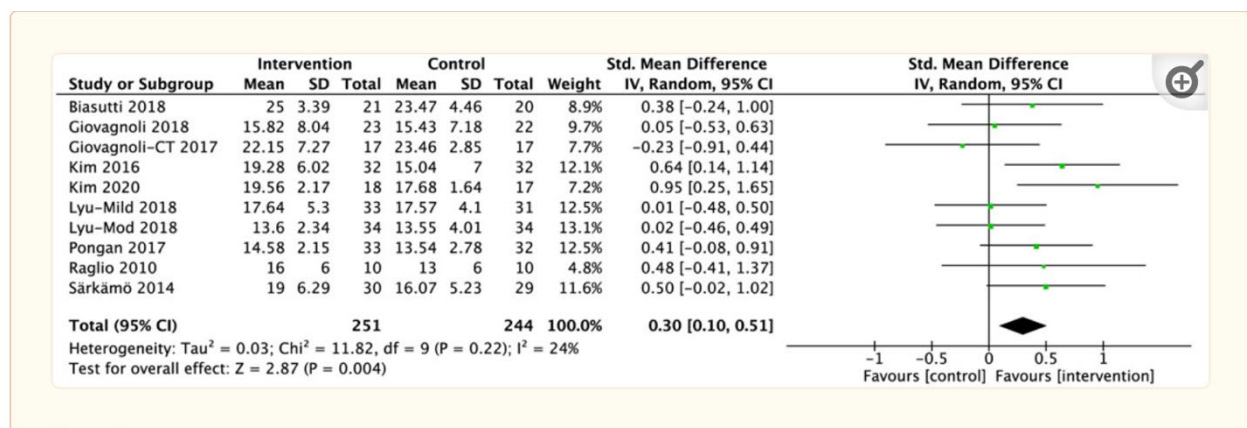 Intervention Control Std. Mean Difference Std. Mean Difference
Study or Subgroup Mean SD Total Mean SD Total Weight IV, Random, 95% CI IV, Random, 95% CI
Biasutti 2018 25 3.39 21 23.47 4.46 20 8.9% 0.38 [-0.24, 1.00]
Giovagnoli 2018 15.82 8.04 23 15.43 7.18 22 9.7% 0.05 [-0.53, 0.63]
Giovagnoli-CT 2017 22.15 7.27 17 23.46 2.85 17 7.7% -0.23 [-0.91, 0.44]
Kim 2016 19.28 6.02 32 15.04 7 32 12.1% 0.64 [0.14, 1.14]
Kim 2020 19.56 2.17 18 17.68 1.64 17 7.2% 0.95 [0.25, 1.65]
Lyu-Mild 2018 17.64 5.3 33 17.57 4.1 31 12.5% 0.01 [-0.48, 0.50]
Lyu-Mod 2018 13.6 2.34 34 13.55 4.01 34 13.1% 0.02 [-0.46, 0.49]
Pongan 2017 14.58 2.15 33 13.54 2.78 32 12.5% 0.41 [-0.08, 0.91]
Raglio 2010 16 6 10 13 6 10 4.8% 0.48 [-0.41, 1.37]
Särkämö 2014 19 6.29 30 16.07 5.23 29 11.6% 0.50 [-0.02, 1.02]
Total (95% CI) 251 244 100.0% 0.30 [0.10, 0.51]
Heterogeneity: Tau² = 0.03; Chi² = 11.82, df = 9 (P = 0.22); I² = 24%
Test for overall effect: Z = 2.87 (P = 0.004)
-1 -0.5 0 0.5 1
Favours [control] Favours [intervention]